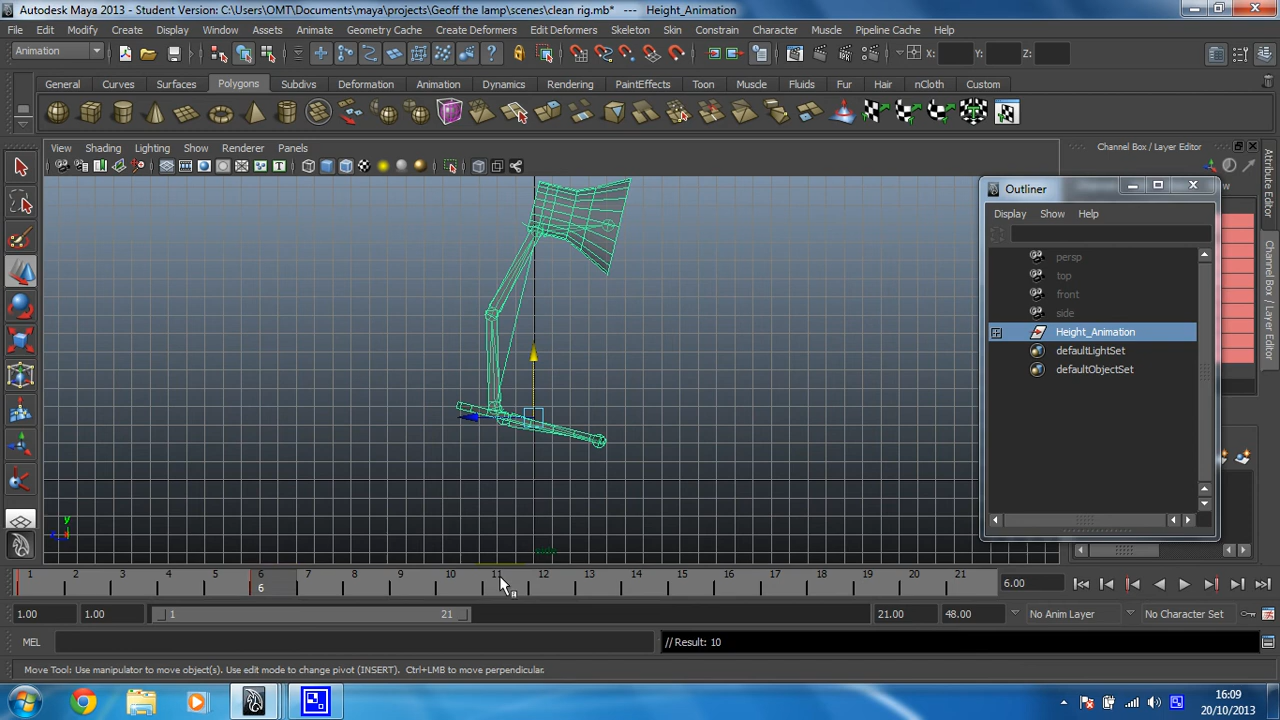 Autodesk Maya 2013 - Student Version: C:\Users\OMT\Documents\maya\projects\Geoff the lamp\scenes\clean rig.mb* --- Height_Animation
File Edit Modify Create Display Window Assets Animate Geometry Cache Create Deformers Edit Deformers Skeleton Skin Constrain Character Muscle Pipeline Cache Help
Animation X: Y: Z:
General Curves Surfaces Polygons Subdivs Deformation Animation Dynamics Rendering PaintEffects Toon Muscle Fluids Fur Hair nCloth Custom
View Shading Lighting Show Renderer Panels
Channel Box / Layer Editor
Outliner
Display Show Help
persp
top
front
side
Height_Animation
defaultLightSet
defaultObjectSet
Attribute Editor
Channel Box / Layer Editor
y
1 2 3 4 5 6 7 8 9 10 11 12 13 14 15 16 17 18 19 20 21
6
6.00
1.00 1.00 1 21 21.00 48.00 No Anim Layer No Character Set
MEL // Result: 10
Move Tool: Use manipulator to move object(s). Use edit mode to change pivot (INSERT). Ctrl+LMB to move perpendicular.
16:09
20/10/2013